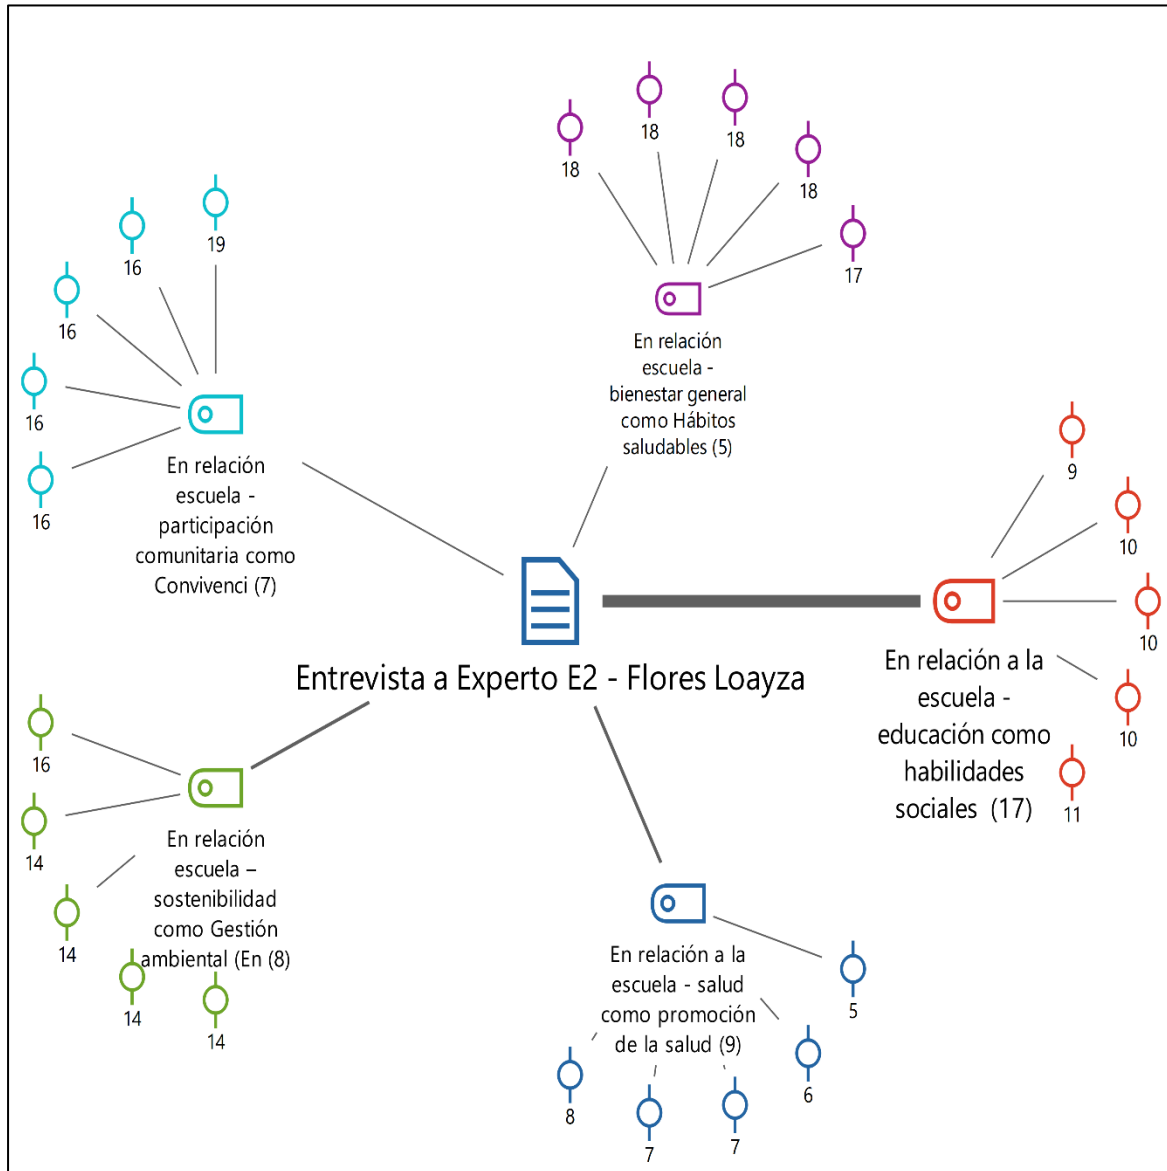 18
18
18
18
17
En relación
escuela -
bienestar general
como Hábitos
saludables (5)
19
16
16
16
16
En relación
escuela -
participación
comunitaria como
Convivenci (7)
9
10
10
10
11
En relación a la
escuela -
educación como
habilidades
sociales (17)
Entrevista a Experto E2 - Flores Loayza
16
14
14
14
14
En relación
escuela –
sostenibilidad
como Gestión
ambiental (En (8)
En relación a la
escuela - salud
como promoción
de la salud (9)
5
6
7
7
8